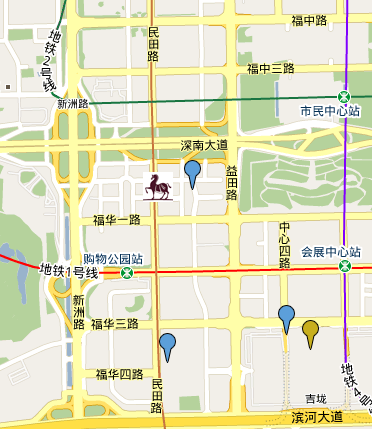 福中路
民田路
地铁2号线
福中三路
新洲路
市民中心站
深南大道
益田路
福华一路
中心四路
购物公园站
会展中心站
地铁1号线
新洲路
福华三路
福华四路
民田路
地铁4号
吉垅
滨河大道